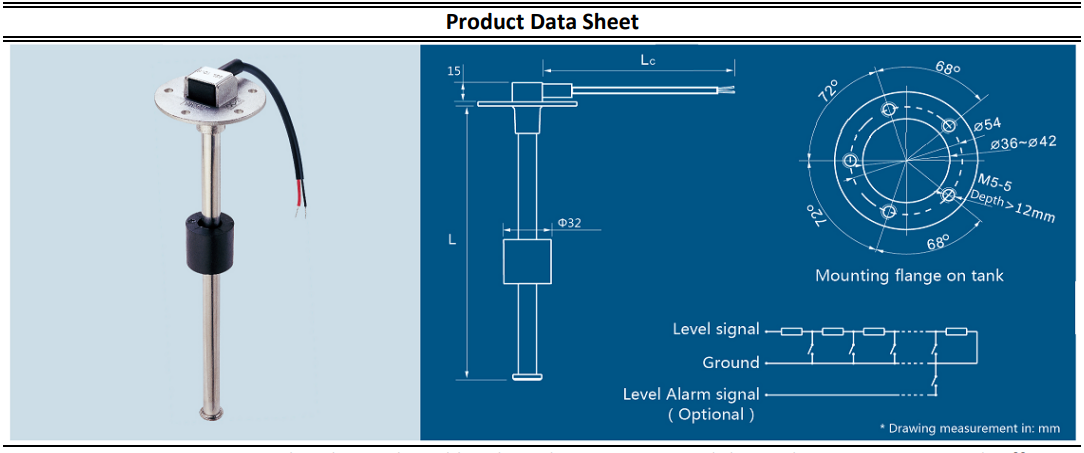 Product Data Sheet
15
Lc
L
Φ32
72°
68°
ø54
ø36~ø42
M5-5
Depth>12mm
72°
68°
Mounting flange on tank
Level signal
Ground
Level Alarm signal
( Optional )
* Drawing measurement in: mm